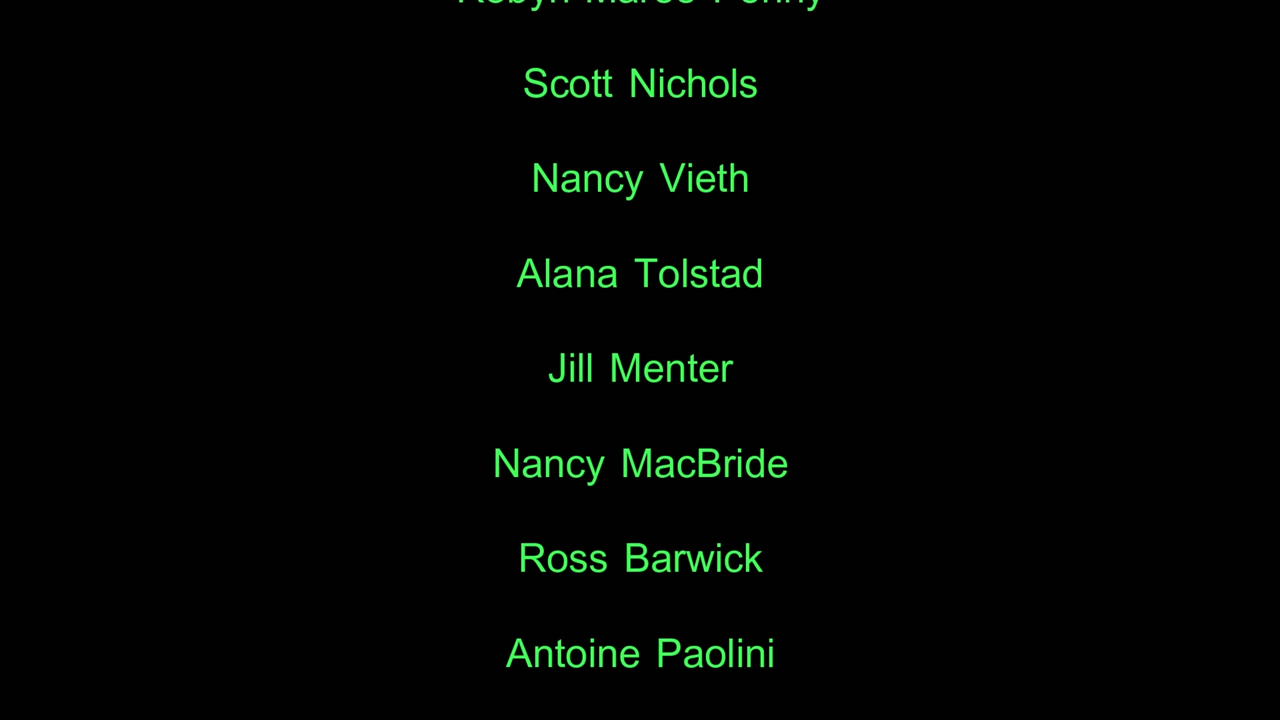 Scott Nichols
Nancy Vieth
Alana Tolstad
Jill Menter
Nancy MacBride
Ross Barwick
Antoine Paolini